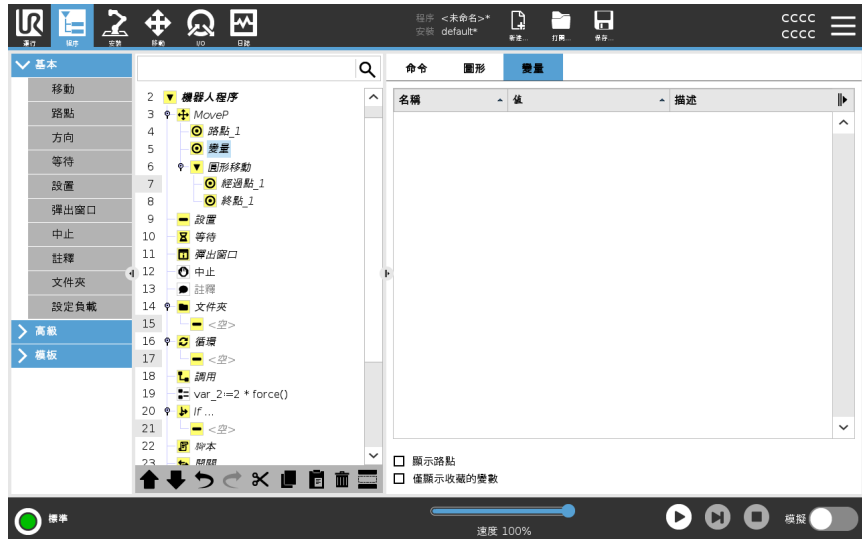 UR
運行
程序
安裝
移動
I/O
日誌
程序 <未命名>*
安裝 default*
新建...
打開...
保存...
CCCC
CCCC
基本
移動
路點
方向
等待
設置
彈出窗口
中止
註釋
文件夾
設定負載
高級
模板
2 機器人程序
3 MoveP
4 路點_1
5 變量
6 圓形移動
7 經過點_1
8 終點_1
9 設置
10 等待
11 彈出窗口
12 中止
13 註釋
14 文件夾
15 <空>
16 循環
17 <空>
18 調用
19 var_2:=2 * force()
20 If ...
21 <空>
22 腳本
23 開關
命令 圖形 變量
名稱 值 描述
顯示路點
僅顯示收藏的變數
標準
速度 100%
模擬